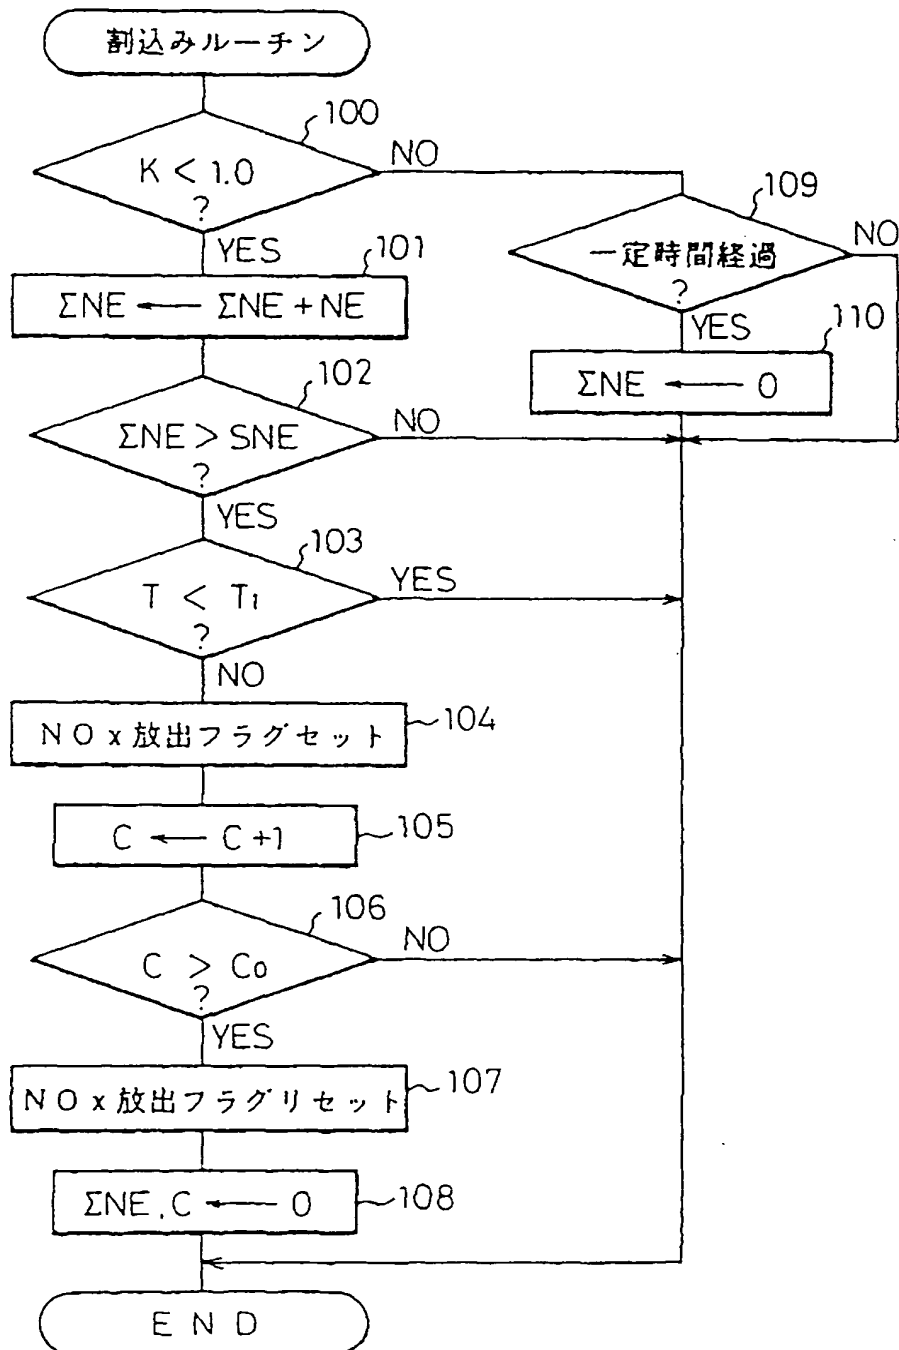 割込みルーチン
100
K < 1.0
?
NO
YES
109
一定時間経過
?
NO
YES
101
ΣNE ← ΣNE + NE
110
ΣNE ← 0
102
ΣNE > SNE
?
NO
YES
103
T < T1
?
YES
NO
104
NOx放出フラグセット
105
C ← C+1
106
C > C0
?
NO
YES
107
NOx放出フラグリセット
108
ΣNE, C ← 0
END